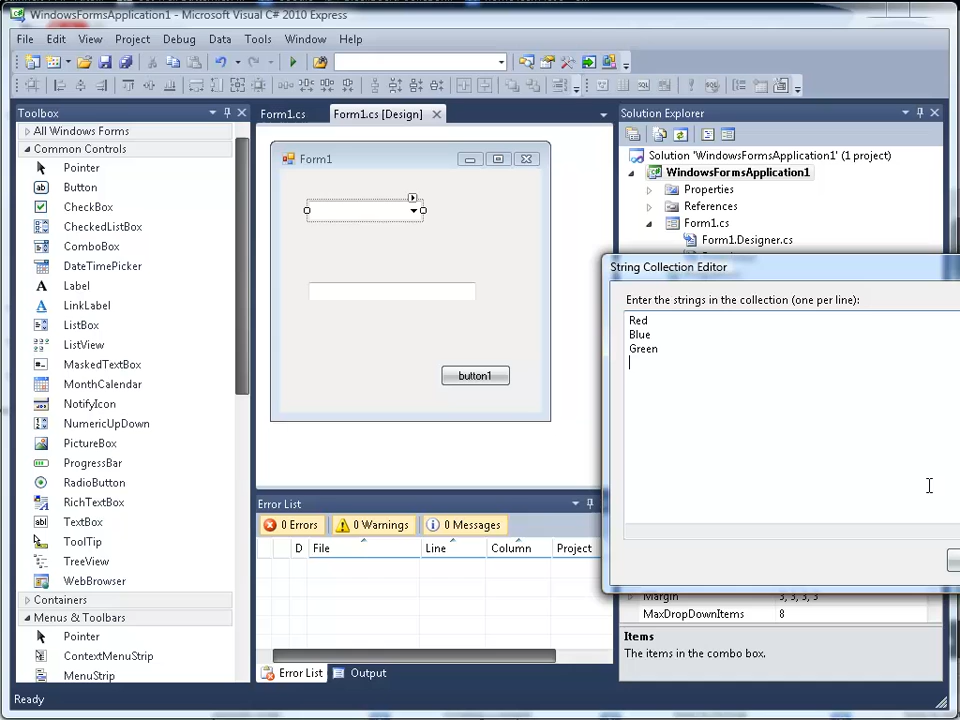 WindowsFormsApplication1 - Microsoft Visual C# 2010 Express
File Edit View Project Debug Data Tools Window Help
Toolbox
All Windows Forms
Common Controls
Pointer
Button
CheckBox
CheckedListBox
ComboBox
DateTimePicker
Label
LinkLabel
ListBox
ListView
MaskedTextBox
MonthCalendar
NotifyIcon
NumericUpDown
PictureBox
ProgressBar
RadioButton
RichTextBox
TextBox
ToolTip
TreeView
WebBrowser
Containers
Menus & Toolbars
Pointer
ContextMenuStrip
MenuStrip
Form1.cs Form1.cs [Design]
Form1
button1
Error List
0 Errors 0 Warnings 0 Messages
D File Line Column Project
Error List Output
Solution Explorer
Solution 'WindowsFormsApplication1' (1 project)
WindowsFormsApplication1
Properties
References
Form1.cs
Form1.Designer.cs
String Collection Editor
Enter the strings in the collection (one per line):
Red
Blue
Green
Margin 3, 3, 3, 3
MaxDropDownItems 8
Items
The items in the combo box.
Ready